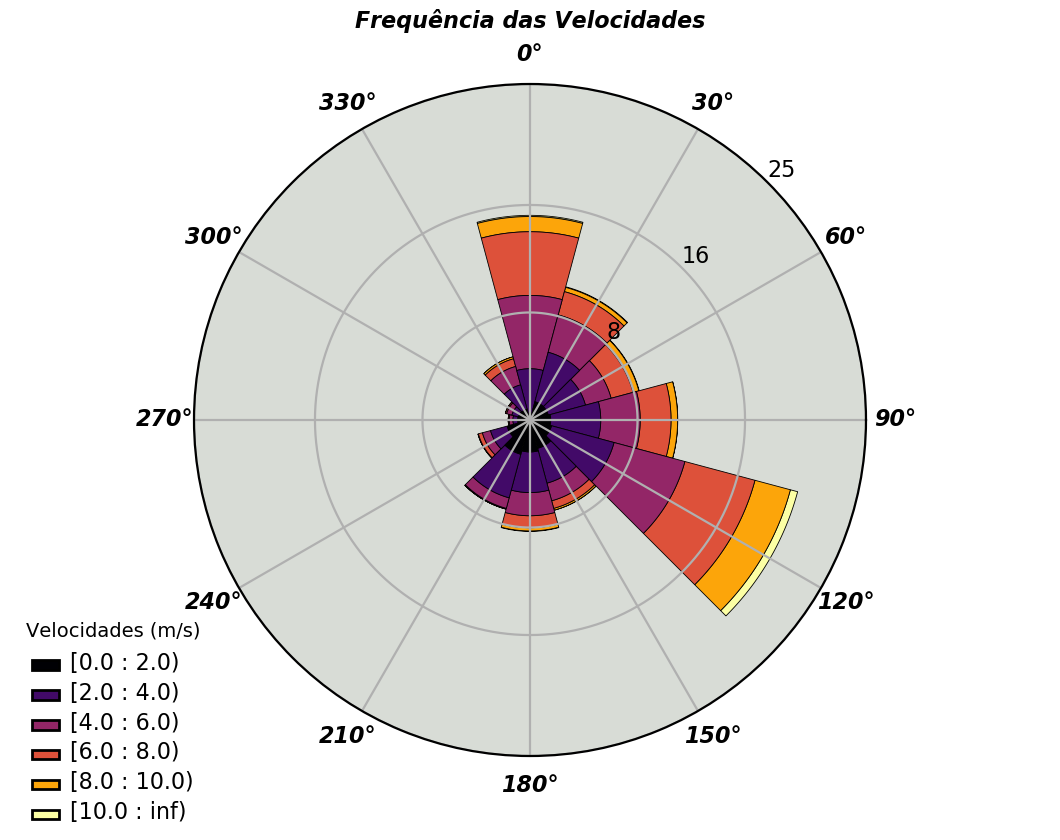 Frequência das Velocidades
0°
330°
30°
25
300°
60°
16
8
270°
90°
240°
120°
210°
150°
180°
Velocidades (m/s)
[0.0 : 2.0)
[2.0 : 4.0)
[4.0 : 6.0)
[6.0 : 8.0)
[8.0 : 10.0)
[10.0 : inf)